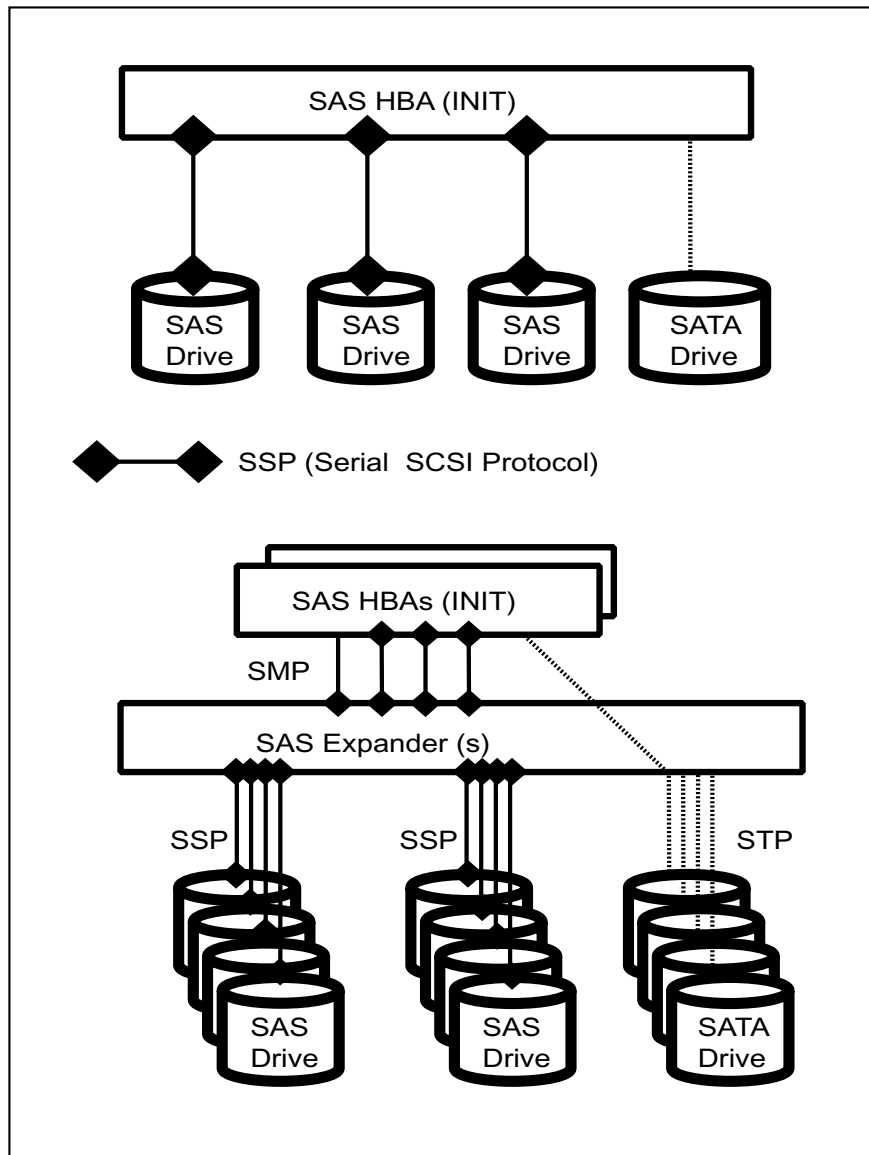 SAS HBA (INIT)
SAS
Drive
SAS
Drive
SAS
Drive
SATA
Drive
SSP (Serial SCSI Protocol)
SAS HBAs (INIT)
SMP
SAS Expander (s)
SSP
SSP
STP
SAS
Drive
SAS
Drive
SATA
Drive